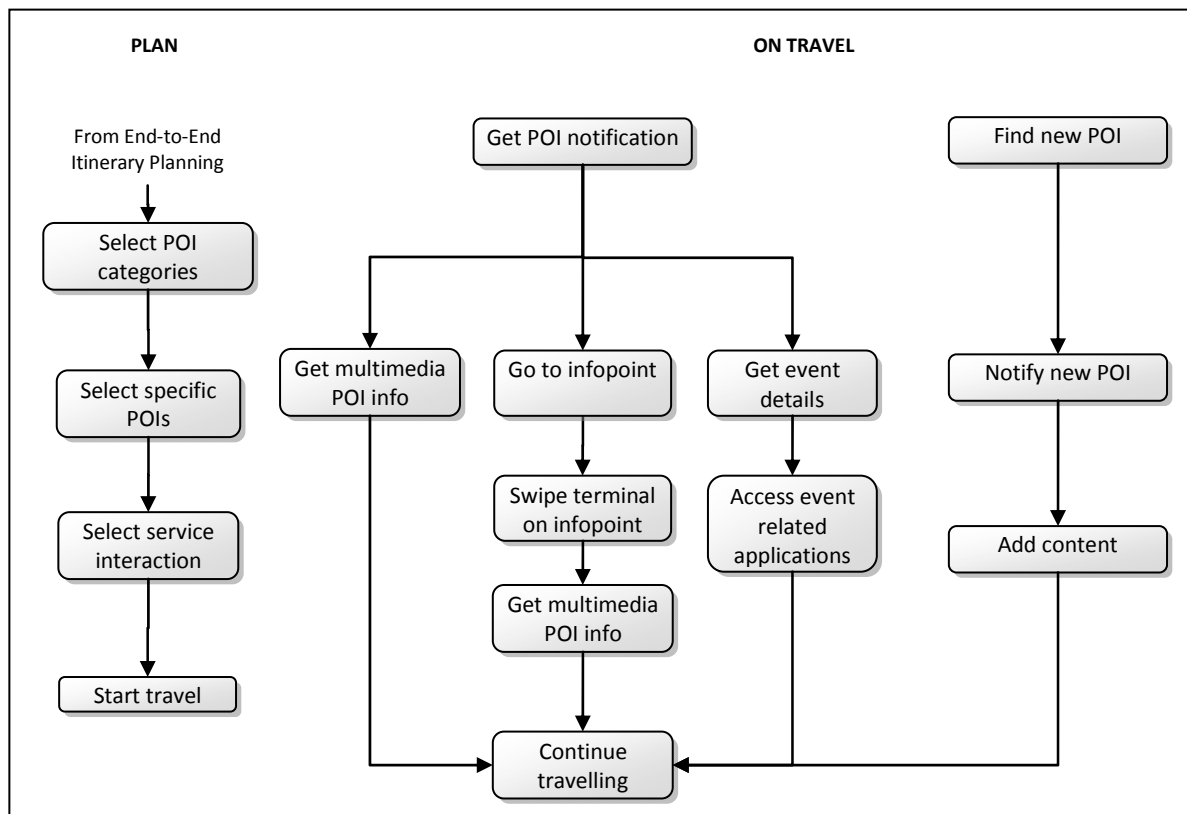 PLAN
ON TRAVEL
From End-to-End
Itinerary Planning
Select POI
categories
Select specific
POIs
Select service
interaction
Start travel
Get POI notification
Get multimedia
POI info
Go to infopoint
Swipe terminal
on infopoint
Get multimedia
POI info
Get event
details
Access event
related
applications
Continue
travelling
Find new POI
Notify new POI
Add content